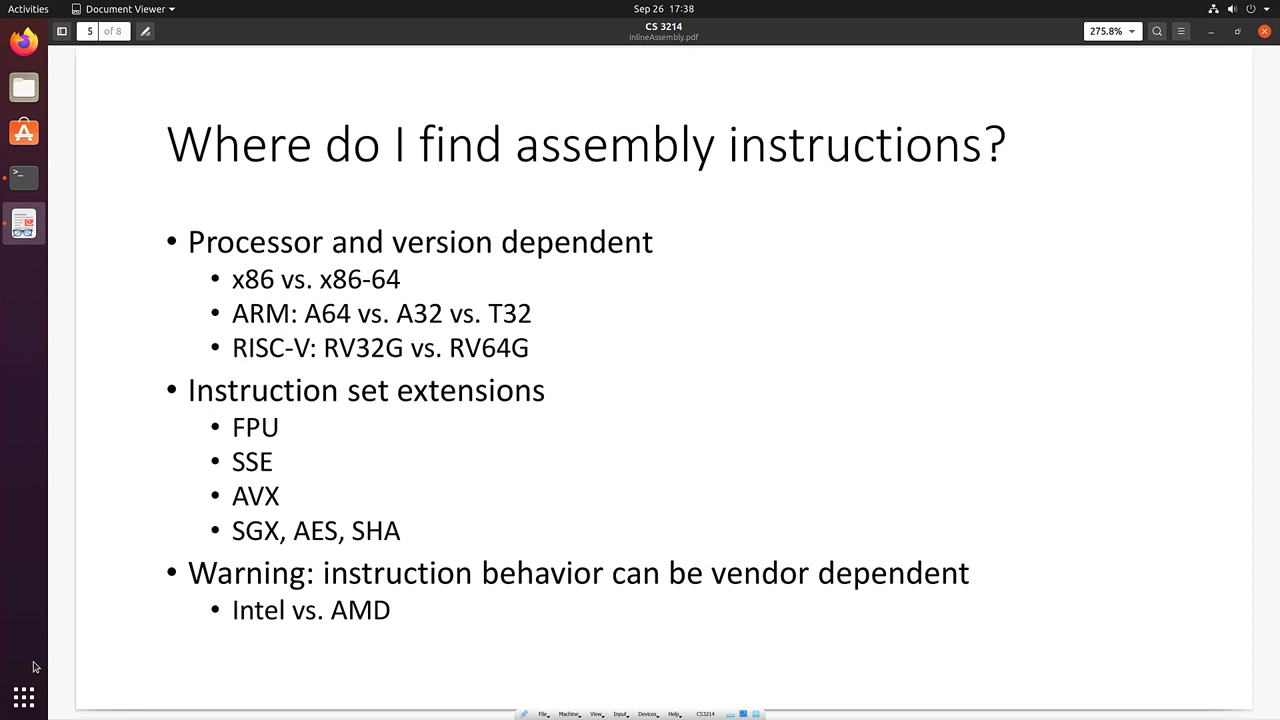 Activities
Document Viewer
Sep 26 17:38
5
of 8
CS 3214
inlineAssembly.pdf
275.8%
Where do I find assembly instructions?
• Processor and version dependent
• x86 vs. x86-64
• ARM: A64 vs. A32 vs. T32
• RISC-V: RV32G vs. RV64G
• Instruction set extensions
• FPU
• SSE
• AVX
• SGX, AES, SHA
• Warning: instruction behavior can be vendor dependent
• Intel vs. AMD
File Machine View Input Devices Help CS3214